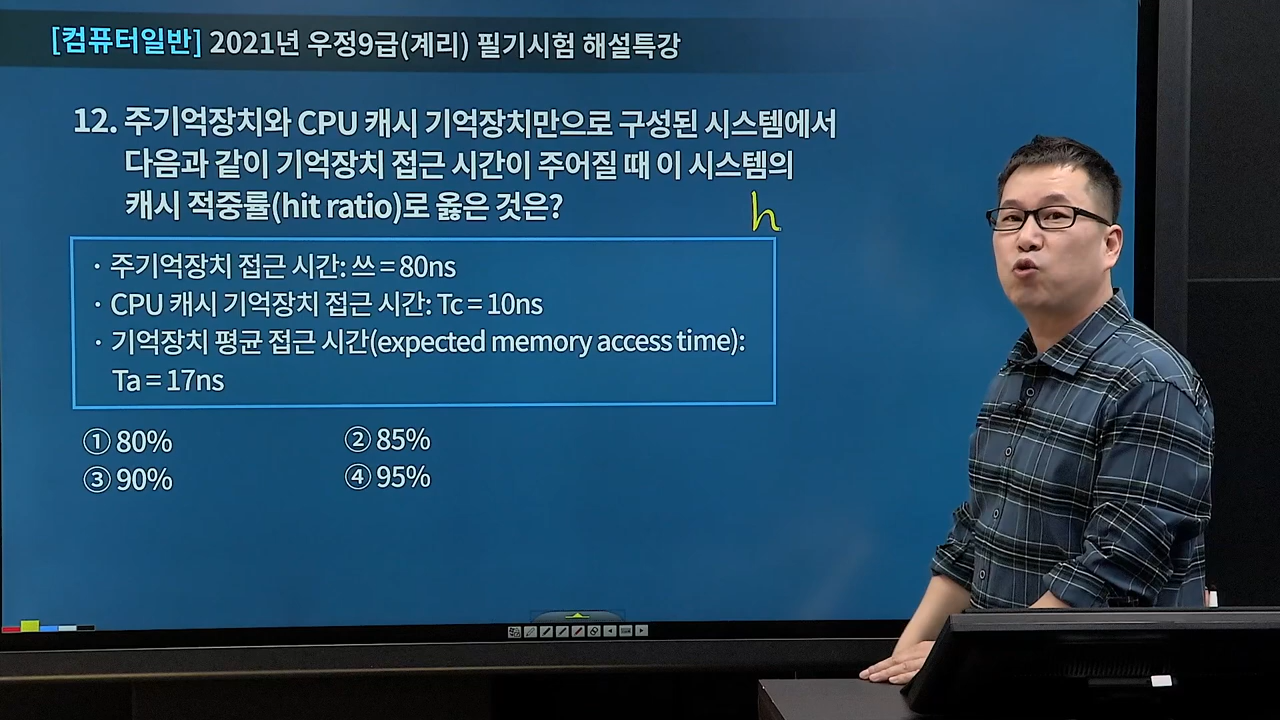 [컴퓨터일반] 2021년 우정9급(계리) 필기시험 해설특강
12. 주기억장치와 CPU 캐시 기억장치만으로 구성된 시스템에서
다음과 같이 기억장치 접근 시간이 주어질 때 이 시스템의
캐시 적중률(hit ratio)로 옳은 것은?
h
· 주기억장치 접근 시간: 쓰 = 80ns
· CPU 캐시 기억장치 접근 시간: Tc = 10ns
· 기억장치 평균 접근 시간(expected memory access time):
Ta = 17ns
① 80% ② 85%
③ 90% ④ 95%